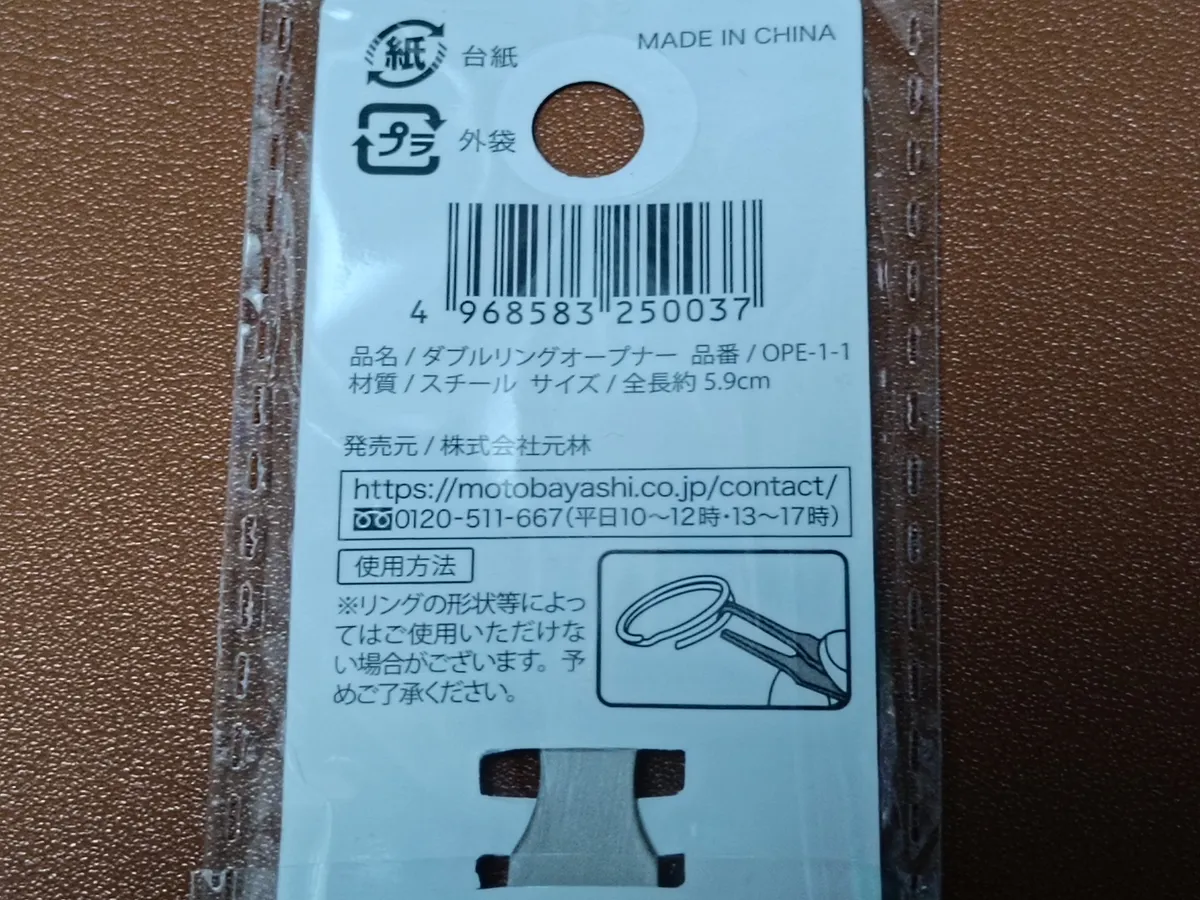 紙 台紙
MADE IN CHINA
プラ 外袋
4 968583 250037
品名 / ダブルリングオープナー 品番 / OPE-1-1
材質 / スチール サイズ / 全長約 5.9cm
発売元 / 株式会社元林
https://motobayashi.co.jp/contact/
0120-511-667(平日10〜12時・13〜17時)
使用方法
※リングの形状等によっ
てはご使用いただけな
い場合がございます。予
めご了承ください。